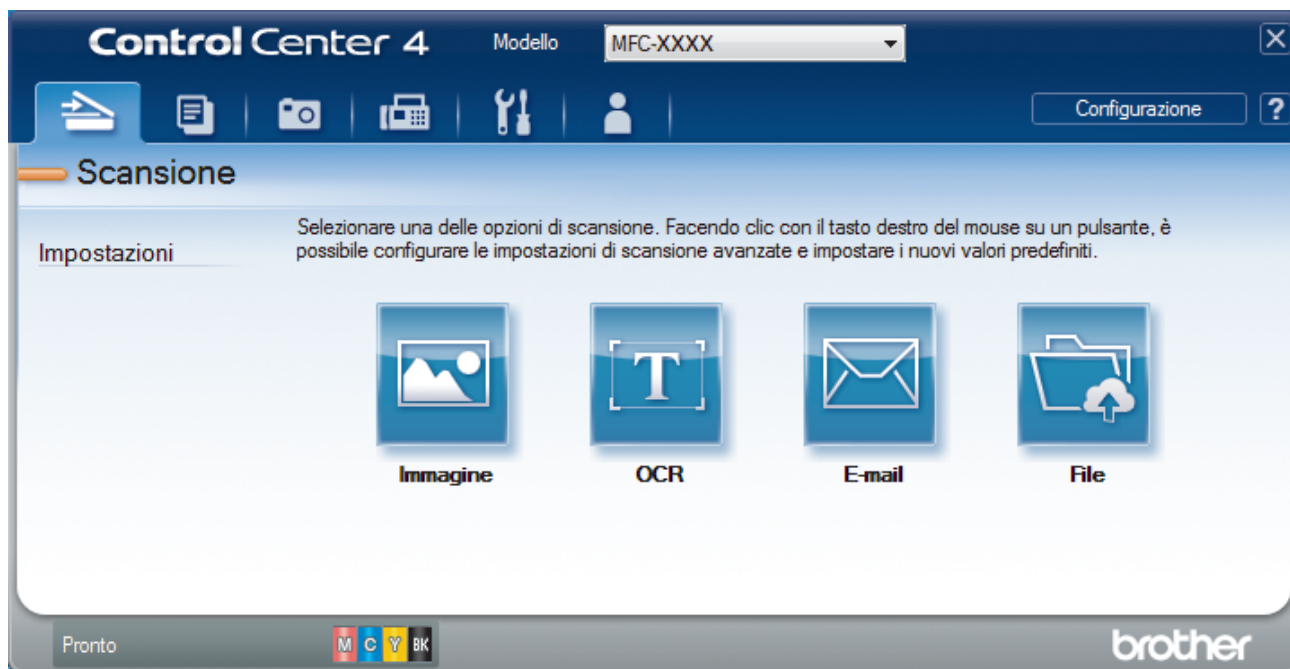 Control Center 4 Modello MFC-XXXX
Configurazione ?
Scansione
Impostazioni
Selezionare una delle opzioni di scansione. Facendo clic con il tasto destro del mouse su un pulsante, è
possibile configurare le impostazioni di scansione avanzate e impostare i nuovi valori predefiniti.
T
Immagine OCR E-mail File
Pronto M C Y BK brother